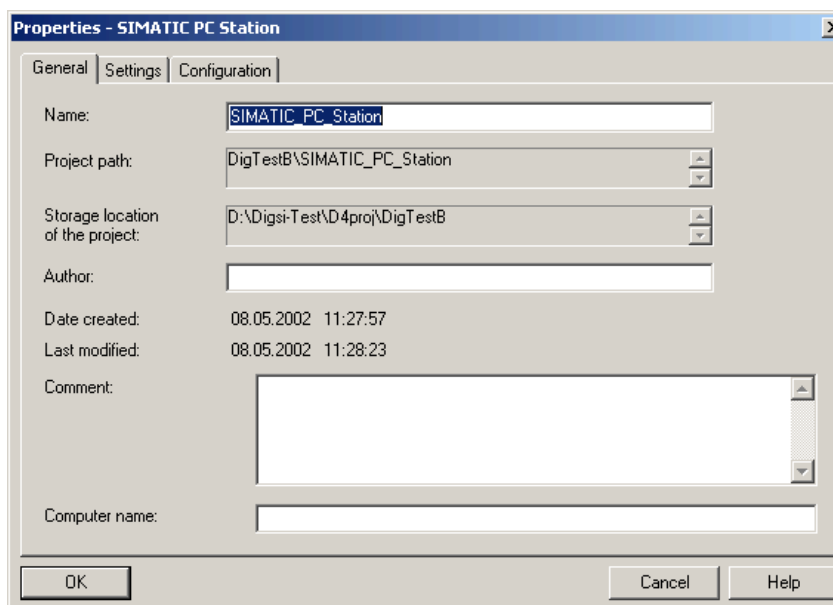 Properties - SIMATIC PC Station
General Settings Configuration
Name: SIMATIC_PC_Station
Project path: DigTestB\SIMATIC_PC_Station
Storage location
of the project: D:\Digsi-Test\D4proj\DigTestB
Author:
Date created: 08.05.2002 11:27:57
Last modified: 08.05.2002 11:28:23
Comment:
Computer name:
OK Cancel Help